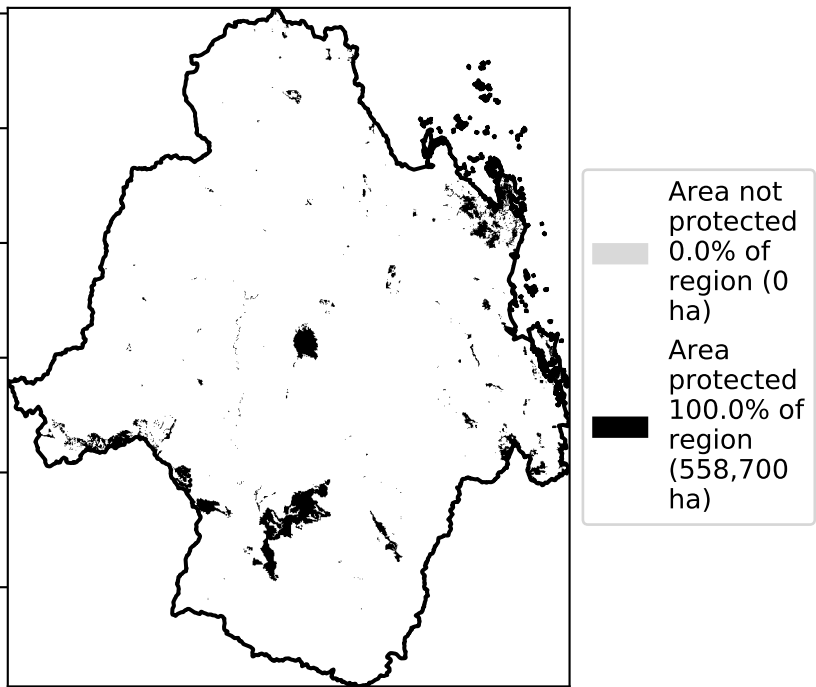 Area not
protected
0.0% of
region (0
ha)
Area
protected
100.0% of
region
(558,700
ha)